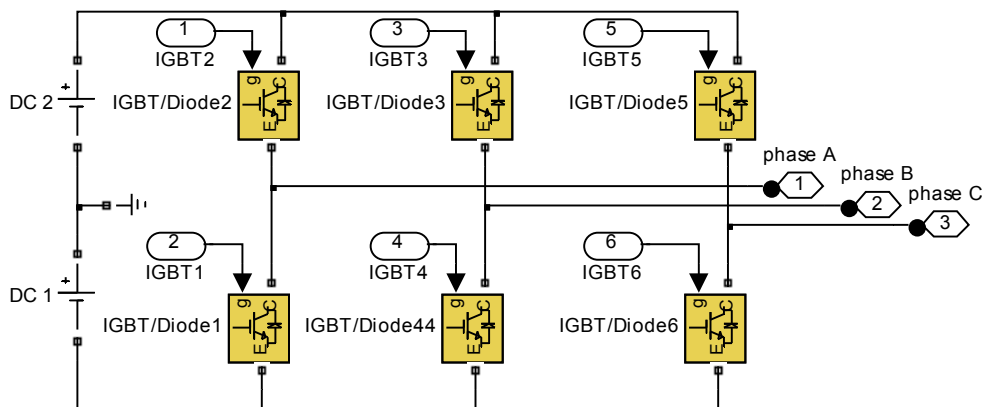 1
IGBT2
3
IGBT3
5
IGBT5
+
DC 2
IGBT/Diode2
g
C
E
IGBT/Diode3
g
C
E
IGBT/Diode5
g
C
E
phase A
1
phase B
2
phase C
3
2
IGBT1
4
IGBT4
6
IGBT6
+
DC 1
IGBT/Diode1
g
C
E
IGBT/Diode44
g
C
E
IGBT/Diode6
g
C
E